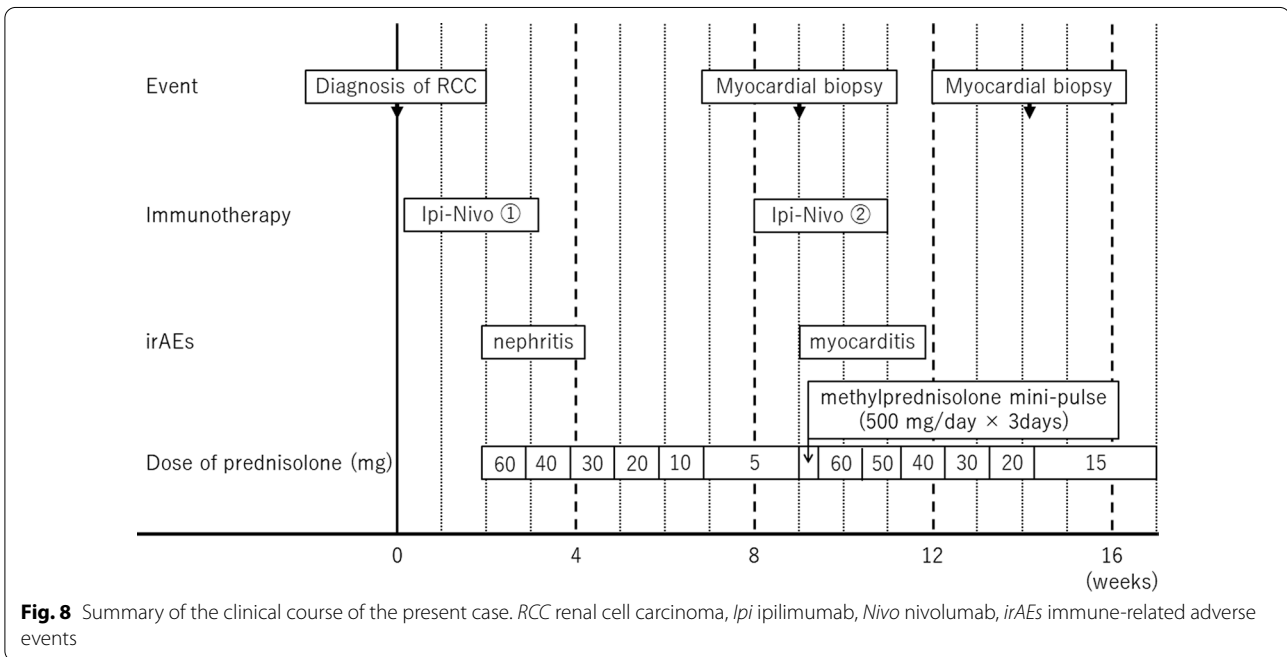 Event
Diagnosis of RCC
Myocardial biopsy
Myocardial biopsy
Immunotherapy
Ipi-Nivo ①
Ipi-Nivo ②
irAEs
nephritis
myocarditis
methylprednisolone mini-pulse
(500 mg/day × 3days)
Dose of prednisolone (mg)
60 40 30 20 10 5 60 50 40 30 20 15
0 4 8 12 16
(weeks)
Fig. 8 Summary of the clinical course of the present case. RCC renal cell carcinoma, Ipi ipilimumab, Nivo nivolumab, irAEs immune-related adverse
events